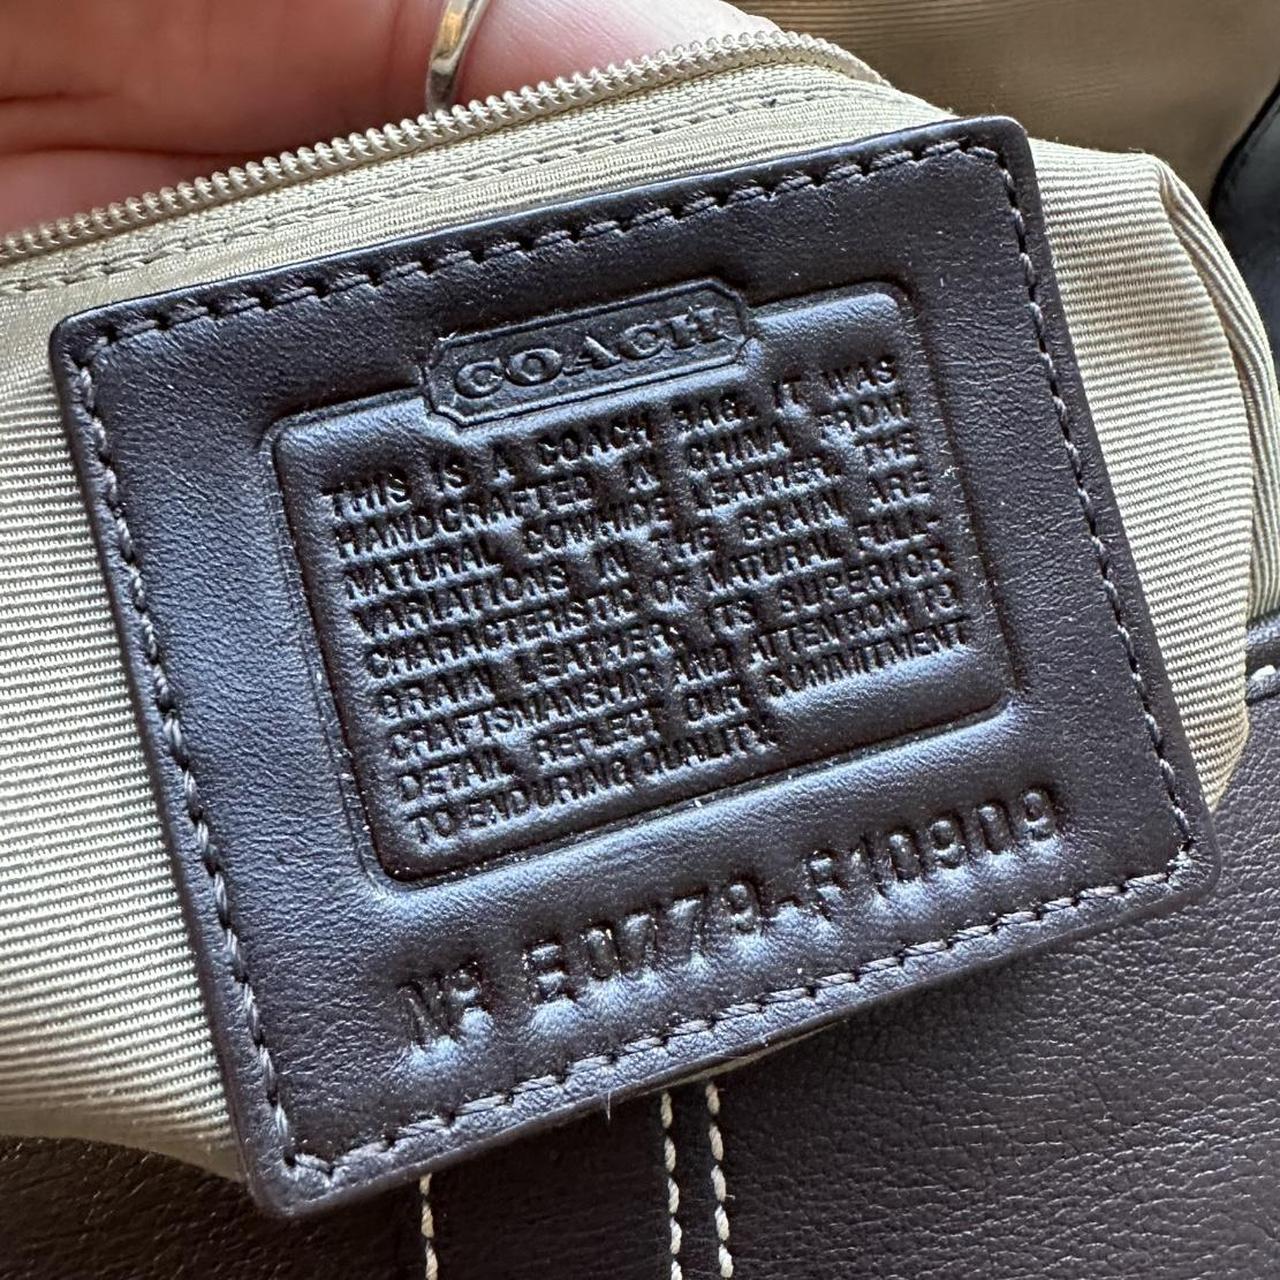 COACH
THIS IS A COACH BAG. IT WAS
HANDCRAFTED IN CHINA FROM
NATURAL COWHIDE LEATHER. THE
VARIATIONS IN THE GRAIN ARE
CHARACTERISTIC OF NATURAL FULL-
GRAIN LEATHER. ITS SUPERIOR
CRAFTSMANSHIP AND ATTENTION TO
DETAIL REFLECT OUR COMMITMENT
TO ENDURING QUALITY.
Nº E0779-F10909